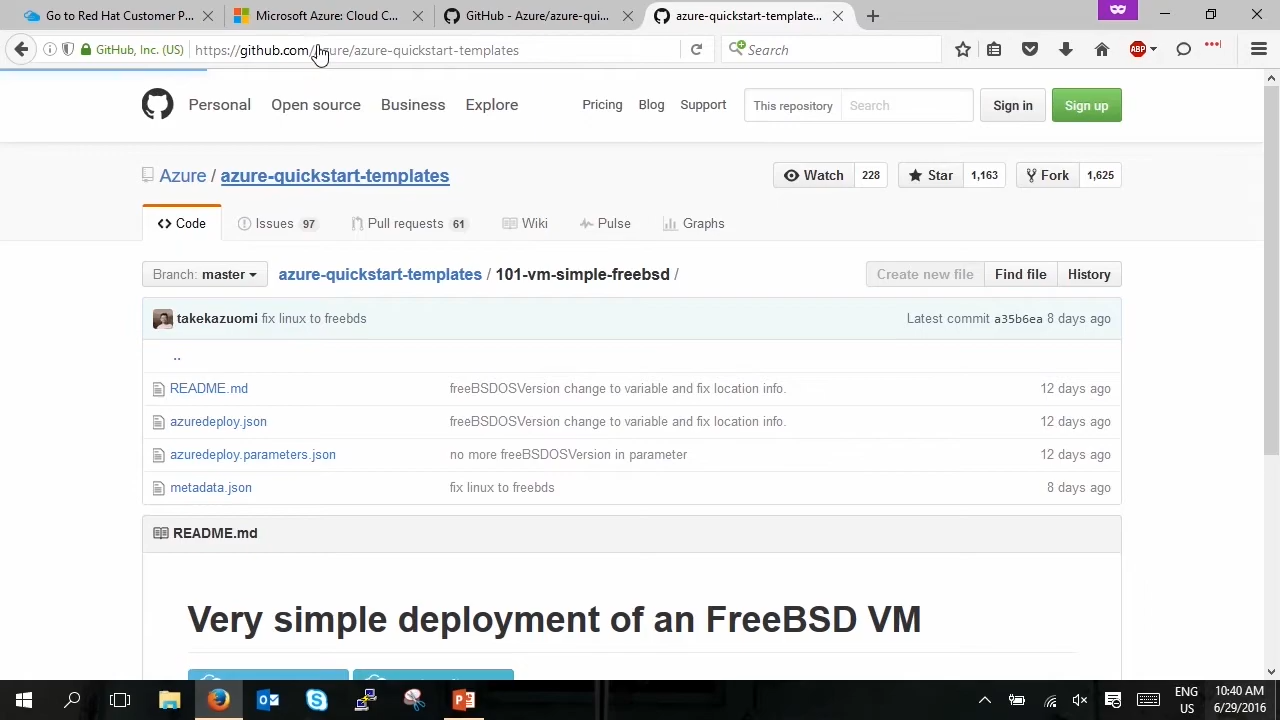 Go to Red Hat Customer P...
Microsoft Azure Cloud C...
GitHub - Azure/azure-qui...
azure-quickstart-template...
GitHub, Inc. (US)
https://github.com/Azure/azure-quickstart-templates
Search
ABP
Personal
Open source
Business
Explore
Pricing
Blog
Support
This repository
Search
Sign in
Sign up
Azure / azure-quickstart-templates
Watch 228
Star 1,163
Fork 1,625
Code
Issues 97
Pull requests 61
Wiki
Pulse
Graphs
Branch: master
azure-quickstart-templates / 101-vm-simple-freebsd /
Create new file
Find file
History
takekazuomi fix linux to freebds
Latest commit a35b6ea 8 days ago
..
README.md freeBSDOSVersion change to variable and fix location info. 12 days ago
azuredeploy.json freeBSDOSVersion change to variable and fix location info. 12 days ago
azuredeploy.parameters.json no more freeBSDOSVersion in parameter 12 days ago
metadata.json fix linux to freebds 8 days ago
README.md
Very simple deployment of an FreeBSD VM
ENG
US
10:40 AM
6/29/2016